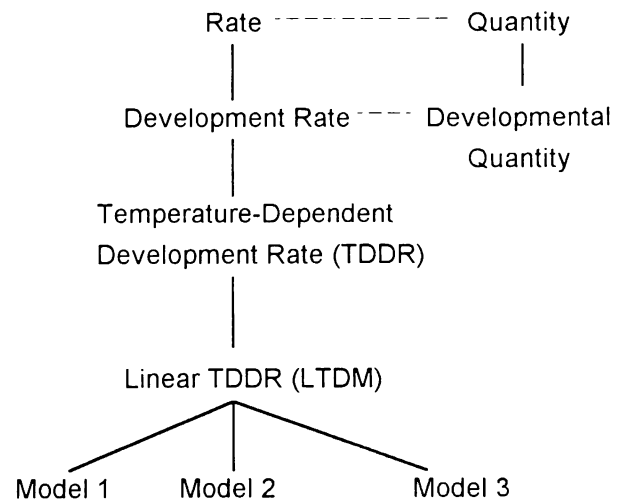 Rate Quantity
Development Rate Developmental
Quantity
Temperature-Dependent
Development Rate (TDDR)
Linear TDDR (LTDM)
Model 1 Model 2 Model 3